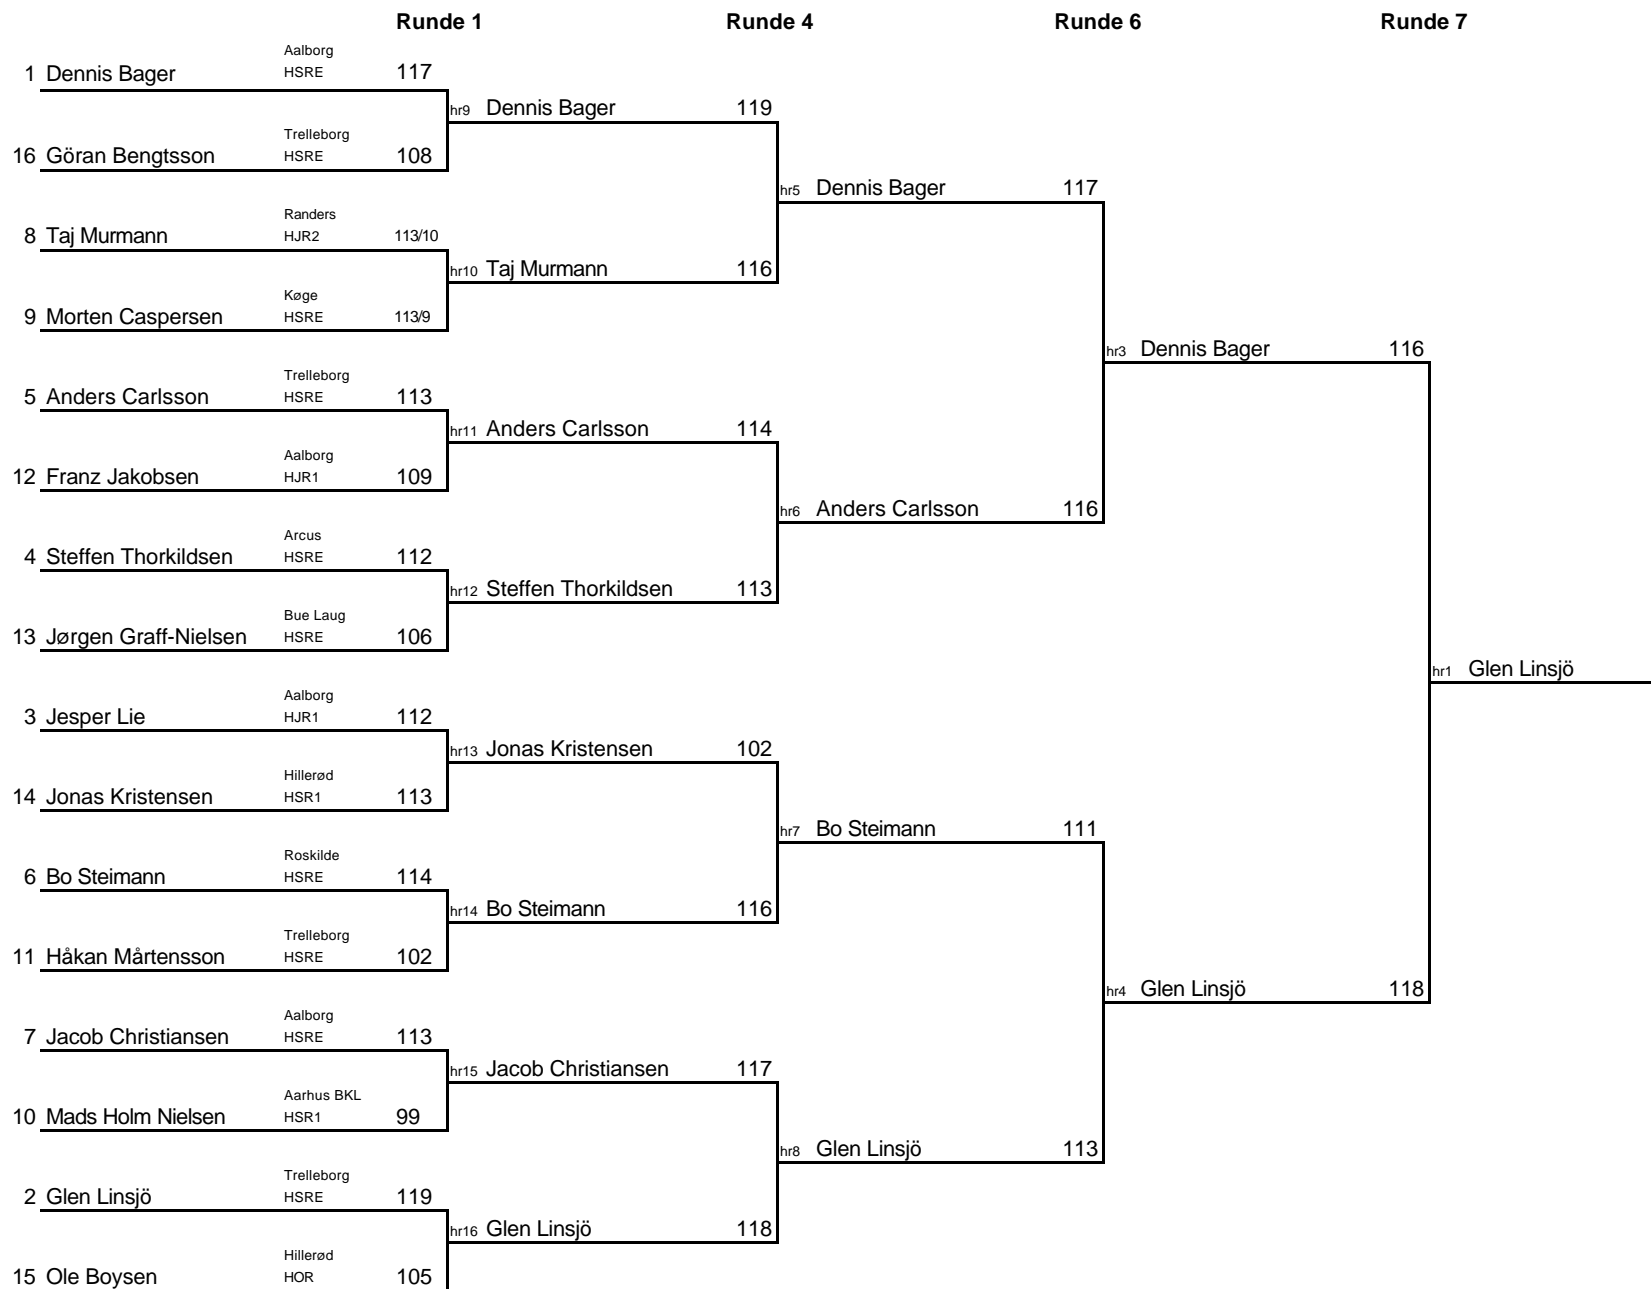 Runde 1 Runde 4 Runde 6 Runde 7
Aalborg
1 Dennis Bager HSRE 117
hr9 Dennis Bager 119
Trelleborg
16 Göran Bengtsson HSRE 108
hr5 Dennis Bager 117
Randers
8 Taj Murmann HJR2 113/10
hr10 Taj Murmann 116
Køge
9 Morten Caspersen HSRE 113/9
hr3 Dennis Bager 116
Trelleborg
5 Anders Carlsson HSRE 113
hr11 Anders Carlsson 114
Aalborg
12 Franz Jakobsen HJR1 109
hr6 Anders Carlsson 116
Arcus
4 Steffen Thorkildsen HSRE 112
hr12 Steffen Thorkildsen 113
Bue Laug
13 Jørgen Graff-Nielsen HSRE 106
hr1 Glen Linsjö
Aalborg
3 Jesper Lie HJR1 112
hr13 Jonas Kristensen 102
Hillerød
14 Jonas Kristensen HSR1 113
hr7 Bo Steimann 111
Roskilde
6 Bo Steimann HSRE 114
hr14 Bo Steimann 116
Trelleborg
11 Håkan Mårtensson HSRE 102
hr4 Glen Linsjö 118
Aalborg
7 Jacob Christiansen HSRE 113
hr15 Jacob Christiansen 117
Aarhus BKL
10 Mads Holm Nielsen HSR1 99
hr8 Glen Linsjö 113
Trelleborg
2 Glen Linsjö HSRE 119
hr16 Glen Linsjö 118
Hillerød
15 Ole Boysen HOR 105